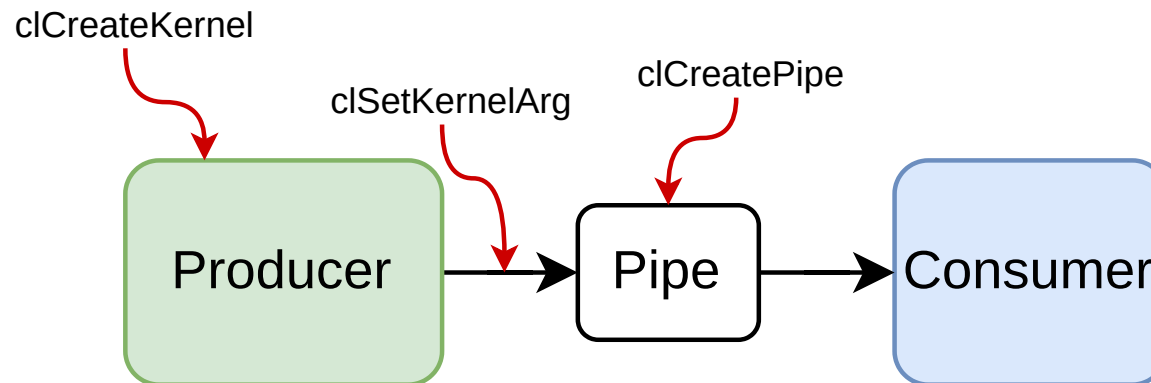 clCreateKernel
clCreatePipe
clSetKernelArg
Producer
Pipe
Consumer